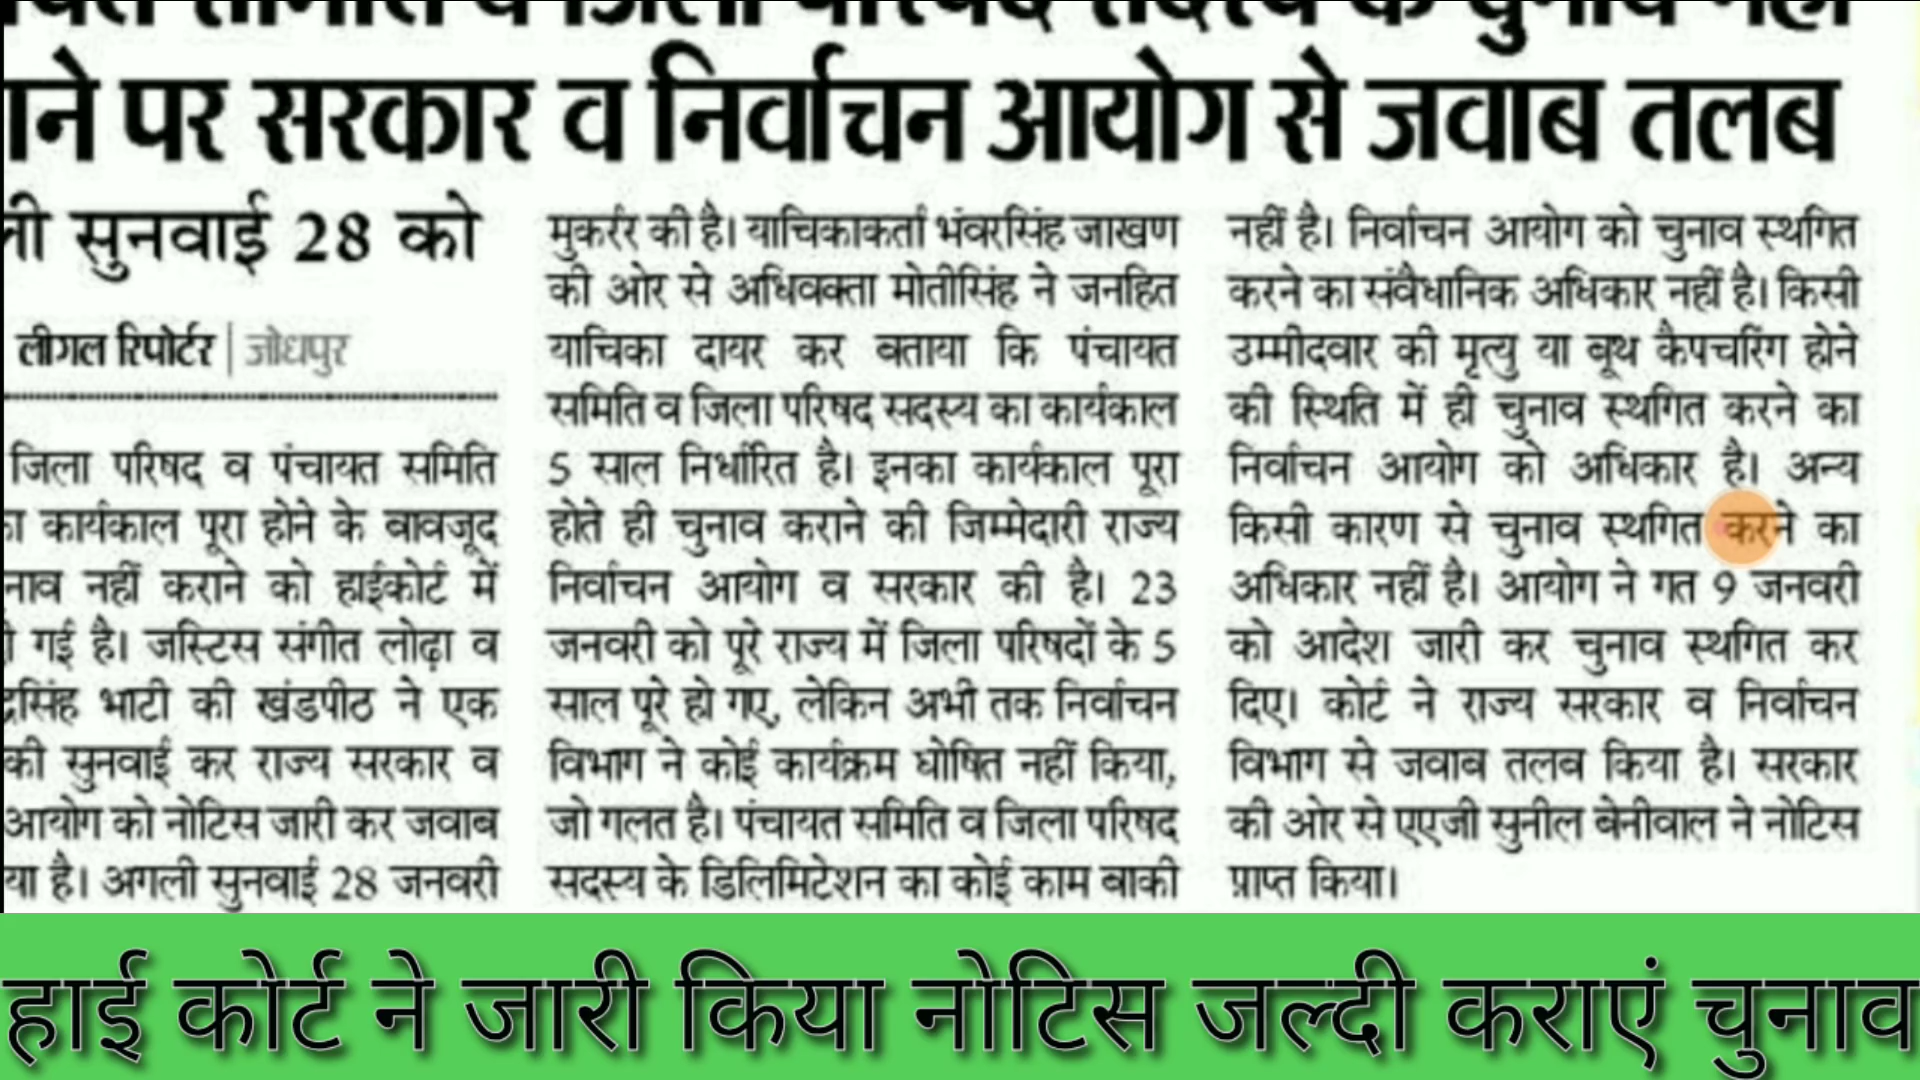 पर सरकार व निर्वाचन आयोग से जवाब तलब
सुनवाई 28 को
लीगल रिपोर्टर | जोधपुर
जिला परिषद व पंचायत समिति
कार्यकाल पूरा होने के बावजूद
नहीं कराने को हाईकोर्ट में
गई है। जस्टिस संगीत लोढ़ा व
भाटी की खंडपीठ ने एक
की सुनवाई कर राज्य सरकार व
आयोग को नोटिस जारी कर जवाब
है। अगली सुनवाई 28 जनवरी
मुकर्रर की है। याचिकाकर्ता भंवरसिंह जाखण
की ओर से अधिवक्ता मोतीसिंह ने जनहित
याचिका दायर कर बताया कि पंचायत
समिति व जिला परिषद सदस्य का कार्यकाल
5 साल निर्धारित है। इनका कार्यकाल पूरा
होते ही चुनाव कराने की जिम्मेदारी राज्य
निर्वाचन आयोग व सरकार की है। 23
जनवरी को पूरे राज्य में जिला परिषदों के 5
साल पूरे हो गए, लेकिन अभी तक निर्वाचन
विभाग ने कोई कार्यक्रम घोषित नहीं किया,
जो गलत है। पंचायत समिति व जिला परिषद
सदस्य के डिलिमिटेशन का कोई काम बाकी
नहीं है। निर्वाचन आयोग को चुनाव स्थगित
करने का संवैधानिक अधिकार नहीं है। किसी
उम्मीदवार की मृत्यु या बूथ कैपचरिंग होने
की स्थिति में ही चुनाव स्थगित करने का
निर्वाचन आयोग को अधिकार है। अन्य
किसी कारण से चुनाव स्थगित करने का
अधिकार नहीं है। आयोग ने गत 9 जनवरी
को आदेश जारी कर चुनाव स्थगित कर
दिए। कोर्ट ने राज्य सरकार व निर्वाचन
विभाग से जवाब तलब किया है। सरकार
की ओर से एएजी सुनील बेनीवाल ने नोटिस
प्राप्त किया।
हाई कोर्ट ने जारी किया नोटिस जल्दी कराएं चुनाव